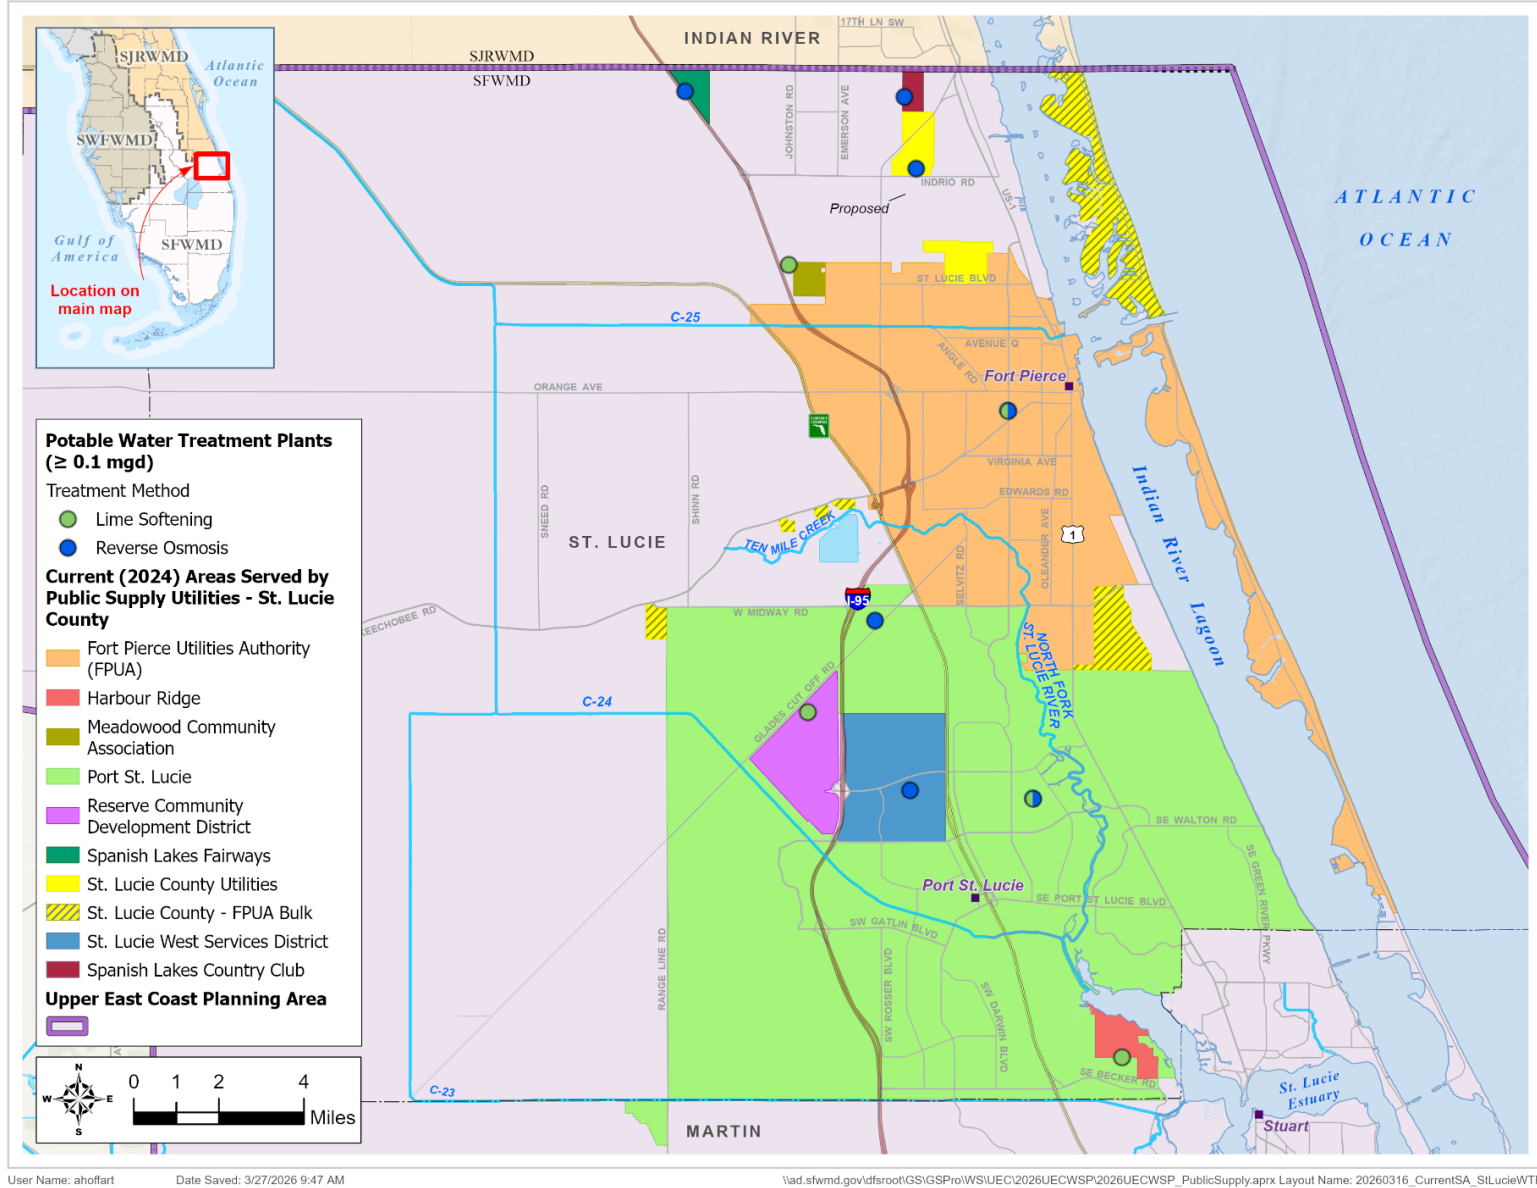 INDIAN RIVER
17TH LN SW
SJRWMD
SFWMD
SJRWMD
Atlantic
Ocean
SWFWMD
SFWMD
Gulf of
America
Location on
main map
JOHNSTON RD
EMERSON AVE
INDRIO RD
US-1
Proposed
ATLANTIC
OCEAN
ST LUCIE BLVD
C-25
AVENUE Q
ANGLE RD
Fort Pierce
ORANGE AVE
VIRGINIA AVE
EDWARDS RD
SNEED RD
SHINN RD
ST. LUCIE
TEN MILE CREEK
SELVITZ RD
OLEANDER AVE
1
Indian River Lagoon
I-95
W MIDWAY RD
KEECHOBEE RD
NORTH FORK
ST. LUCIE RIVER
GLADES CUT OFF RD
C-24
SE WALTON RD
SE GREEN RIVER PKWY
Port St. Lucie
SE PORT ST LUCIE BLVD
SW GATLIN BLVD
RANGE LINE RD
SW ROSSER BLVD
SW DARWIN BLVD
SE BECKER RD
C-23
St. Lucie
Estuary
Stuart
MARTIN
Potable Water Treatment Plants
(≥ 0.1 mgd)
Treatment Method
Lime Softening
Reverse Osmosis
Current (2024) Areas Served by
Public Supply Utilities - St. Lucie
County
Fort Pierce Utilities Authority
(FPUA)
Harbour Ridge
Meadowood Community
Association
Port St. Lucie
Reserve Community
Development District
Spanish Lakes Fairways
St. Lucie County Utilities
St. Lucie County - FPUA Bulk
St. Lucie West Services District
Spanish Lakes Country Club
Upper East Coast Planning Area
N
W E
S
0 1 2 4
Miles
User Name: ahoffart Date Saved: 3/27/2026 9:47 AM \\ad.sfwmd.gov\dfsroot\GS\GSPro\WS\UEC\2026UECWSP\2026UECWSP_PublicSupply.aprx Layout Name: 20260316_CurrentSA_StLucieWT